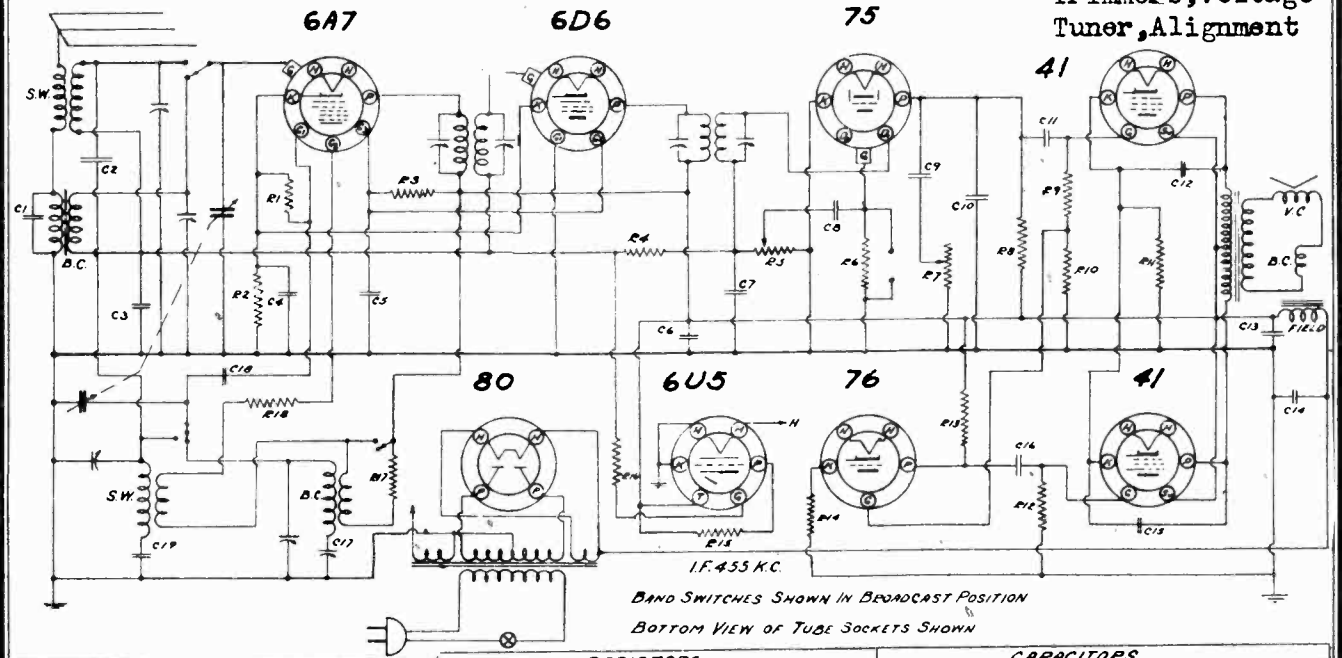 Trimmers,Voltage
Tuner,Alignment
6A7
6D6
75
41
S.W.
C2
C1
B.C.
C3
R1
R2
C4
R3
C5
R4
C6
C7
R5
C8
R6
C9
R7
C10
C11
R8
R9
R10
R11
C12
V.C
B.C.
C13
FIELD
C14
C18
R18
80
6U5
76
41
H
S.W.
C19
B.C.
C17
R17
R16
R15
R14
R13
C16
R12
C15
I.F. 455 K.C.
BAND SWITCHES SHOWN IN BROADCAST POSITION
BOTTOM VIEW OF TUBE SOCKETS SHOWN
CAPACITORS